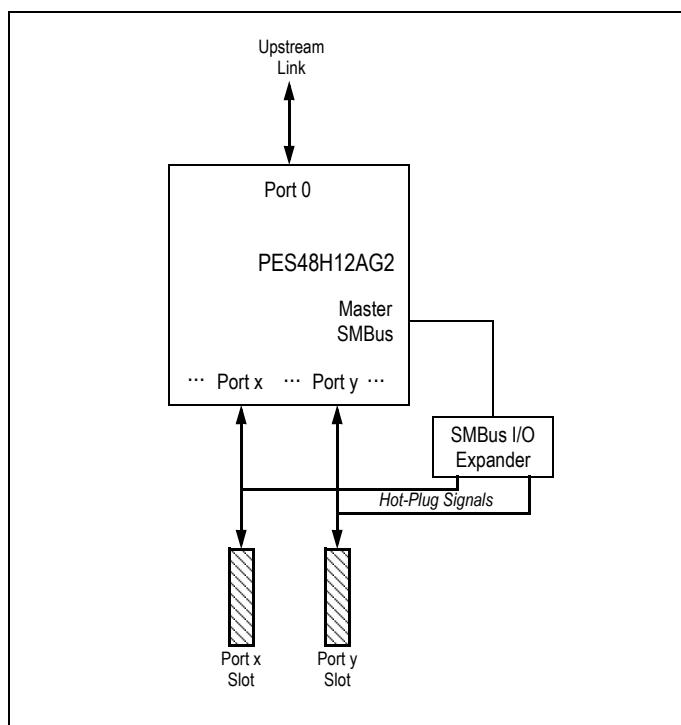 Upstream
Link
Port 0
PES48H12AG2
Master
SMBus
... Port x ... Port y ...
SMBus I/O
Expander
Hot-Plug Signals
Port x
Slot
Port y
Slot